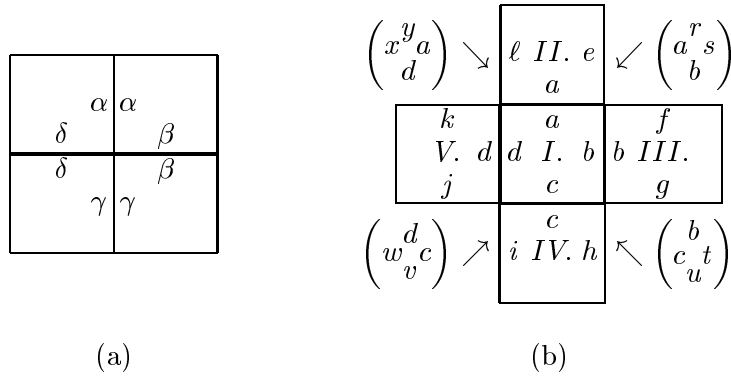 α α
δ β
δ β
γ γ
(a)
y
x a
d
ℓ II. e
a
r
a s
b
k a f
V. d d I. b b III.
j c g
d
w c
v
c
i IV. h
b
c t
u
(b)